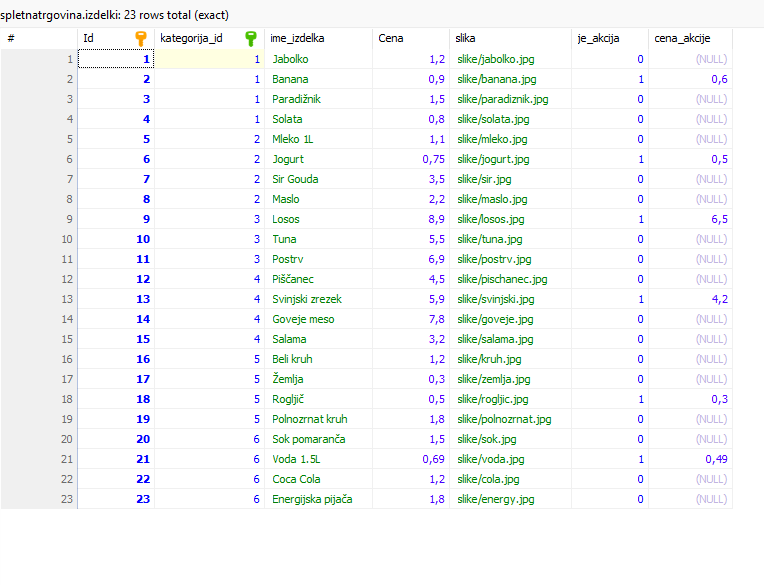 spletnatrgovina.izdelki: 23 rows total (exact)
# Id kategorija_id ime_izdelka Cena slika je_akcija cena_akcije
1 1 1 Jabolko 1,2 slike/jabolko.jpg 0 (NULL)
2 2 1 Banana 0,9 slike/banana.jpg 1 0,6
3 3 1 Paradižnik 1,5 slike/paradiznik.jpg 0 (NULL)
4 4 1 Solata 0,8 slike/solata.jpg 0 (NULL)
5 5 2 Mleko 1L 1,1 slike/mleko.jpg 0 (NULL)
6 6 2 Jogurt 0,75 slike/jogurt.jpg 1 0,5
7 7 2 Sir Gouda 3,5 slike/sir.jpg 0 (NULL)
8 8 2 Maslo 2,2 slike/maslo.jpg 0 (NULL)
9 9 3 Losos 8,9 slike/losos.jpg 1 6,5
10 10 3 Tuna 5,5 slike/tuna.jpg 0 (NULL)
11 11 3 Postrv 6,9 slike/postrv.jpg 0 (NULL)
12 12 4 Piščanec 4,5 slike/pischanec.jpg 0 (NULL)
13 13 4 Svinjski zrezek 5,9 slike/svinjski.jpg 1 4,2
14 14 4 Goveje meso 7,8 slike/goveje.jpg 0 (NULL)
15 15 4 Salama 3,2 slike/salama.jpg 0 (NULL)
16 16 5 Beli kruh 1,2 slike/kruh.jpg 0 (NULL)
17 17 5 Žemlja 0,3 slike/zemlja.jpg 0 (NULL)
18 18 5 Rogljič 0,5 slike/rogljic.jpg 1 0,3
19 19 5 Polnozrnat kruh 1,8 slike/polnozrnat.jpg 0 (NULL)
20 20 6 Sok pomaranča 1,5 slike/sok.jpg 0 (NULL)
21 21 6 Voda 1.5L 0,69 slike/voda.jpg 1 0,49
22 22 6 Coca Cola 1,2 slike/cola.jpg 0 (NULL)
23 23 6 Energijska pijača 1,8 slike/energy.jpg 0 (NULL)